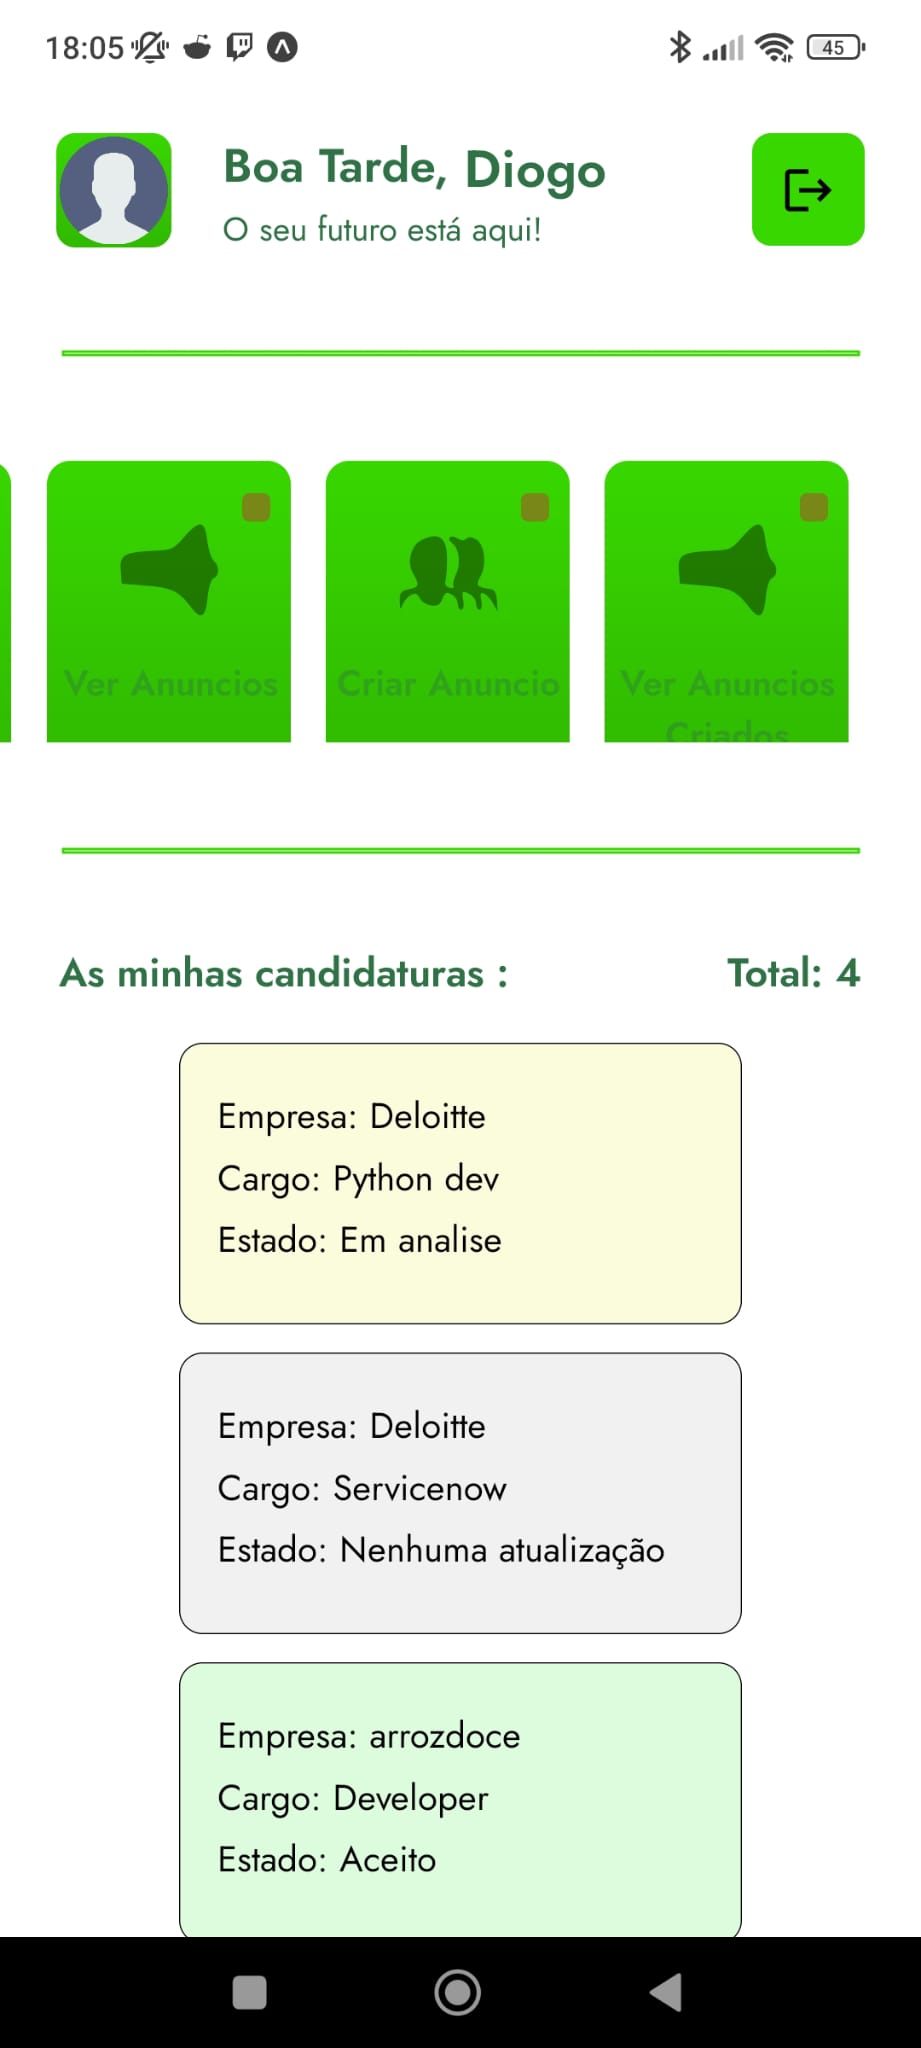 18:05
45
Boa Tarde, Diogo
O seu futuro está aqui!
Ver Anuncios
Criar Anuncio
Ver Anuncios
Criados
As minhas candidaturas :
Total: 4
Empresa: Deloitte
Cargo: Python dev
Estado: Em analise
Empresa: Deloitte
Cargo: Servicenow
Estado: Nenhuma atualização
Empresa: arrozdoce
Cargo: Developer
Estado: Aceito